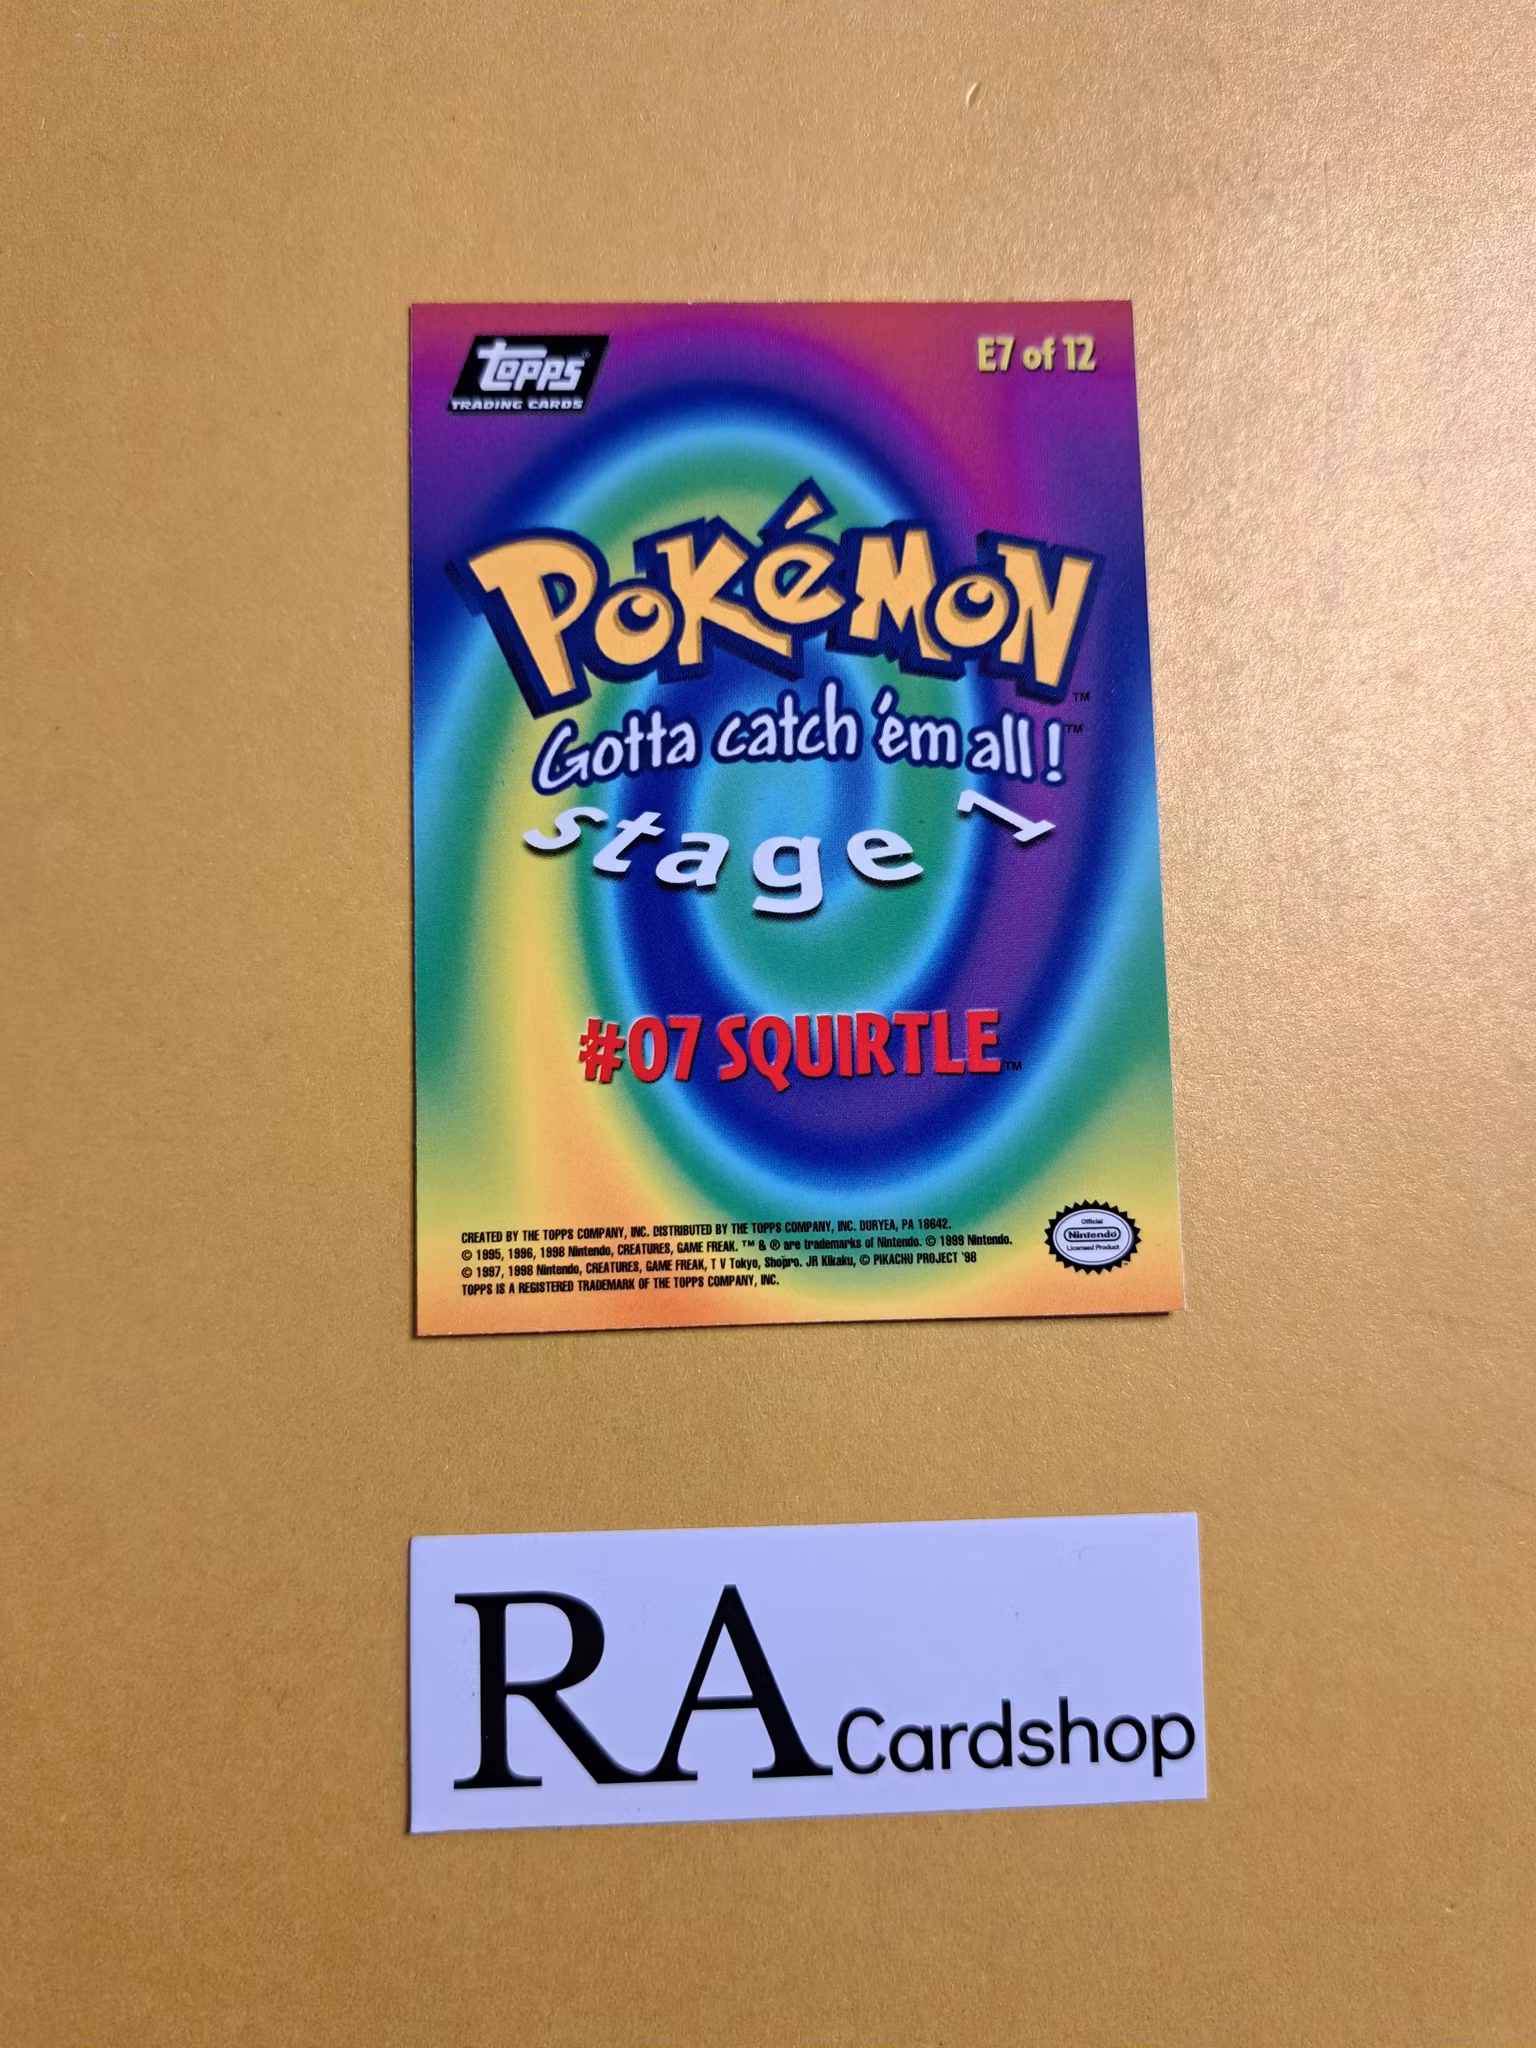 topps®
TRADING CARDS
E7 of 12
POKéMON™
Gotta catch 'em all!™
stage 1
#07 SQUIRTLE™
CREATED BY THE TOPPS COMPANY, INC. DISTRIBUTED BY THE TOPPS COMPANY, INC. DURYEA, PA 18642.
© 1995, 1996, 1998 Nintendo, CREATURES, GAME FREAK. ™ & ® are trademarks of Nintendo. © 1999 Nintendo.
© 1997, 1998 Nintendo, CREATURES, GAME FREAK, T V Tokyo, Shopro. JR Kikaku, © PIKACHU PROJECT '98
TOPPS IS A REGISTERED TRADEMARK OF THE TOPPS COMPANY, INC.
Official
Nintendo
Licensed Product
RA Cardshop